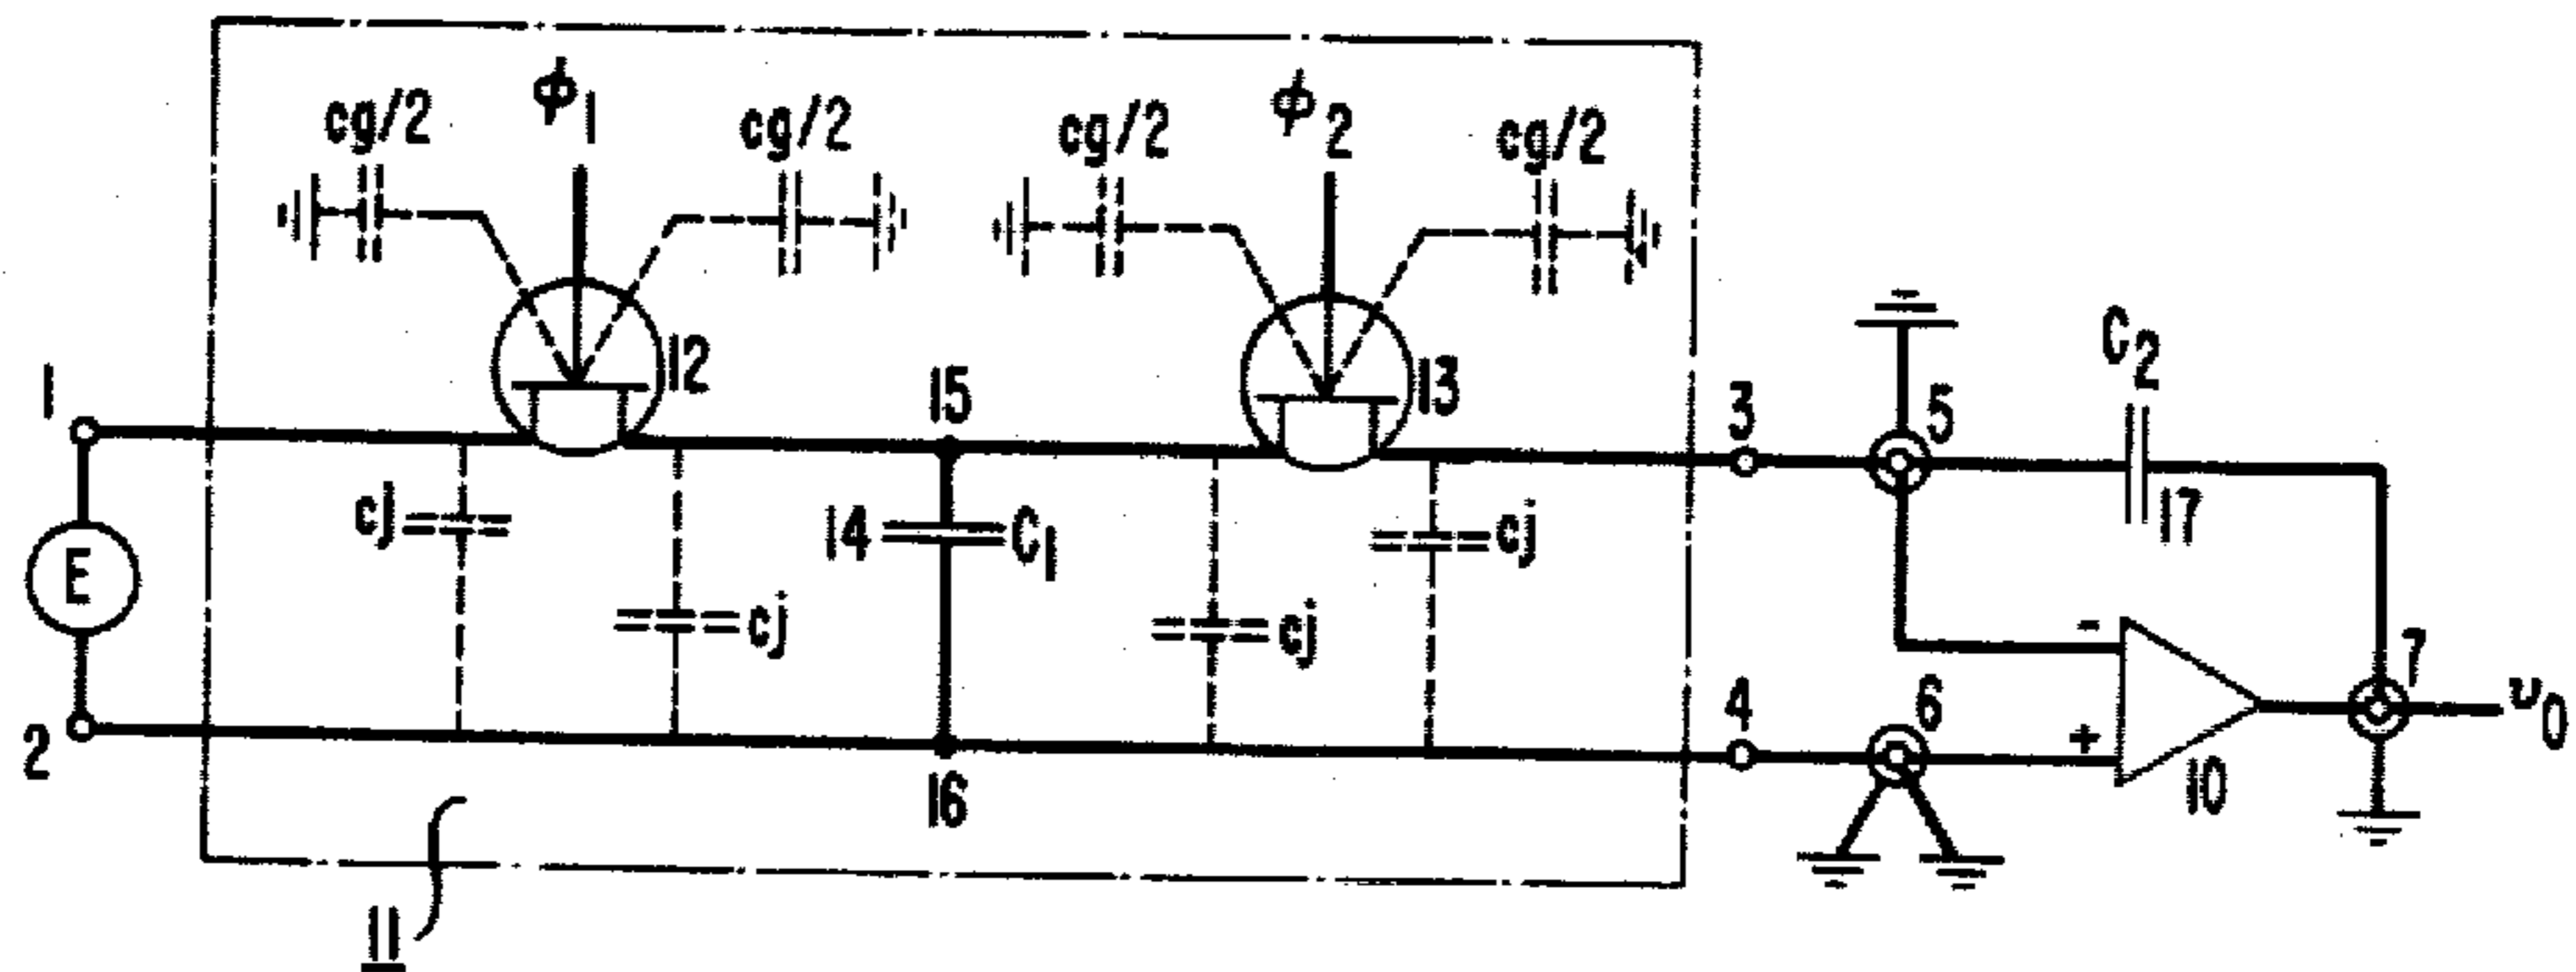 cg/2 ϕ1 cg/2 cg/2 ϕ2 cg/2
12 13
1 15 3 5 C2
cj 14 C1 cj 17
E cj cj
2 16 4 6 - + 10 7 υ0
11